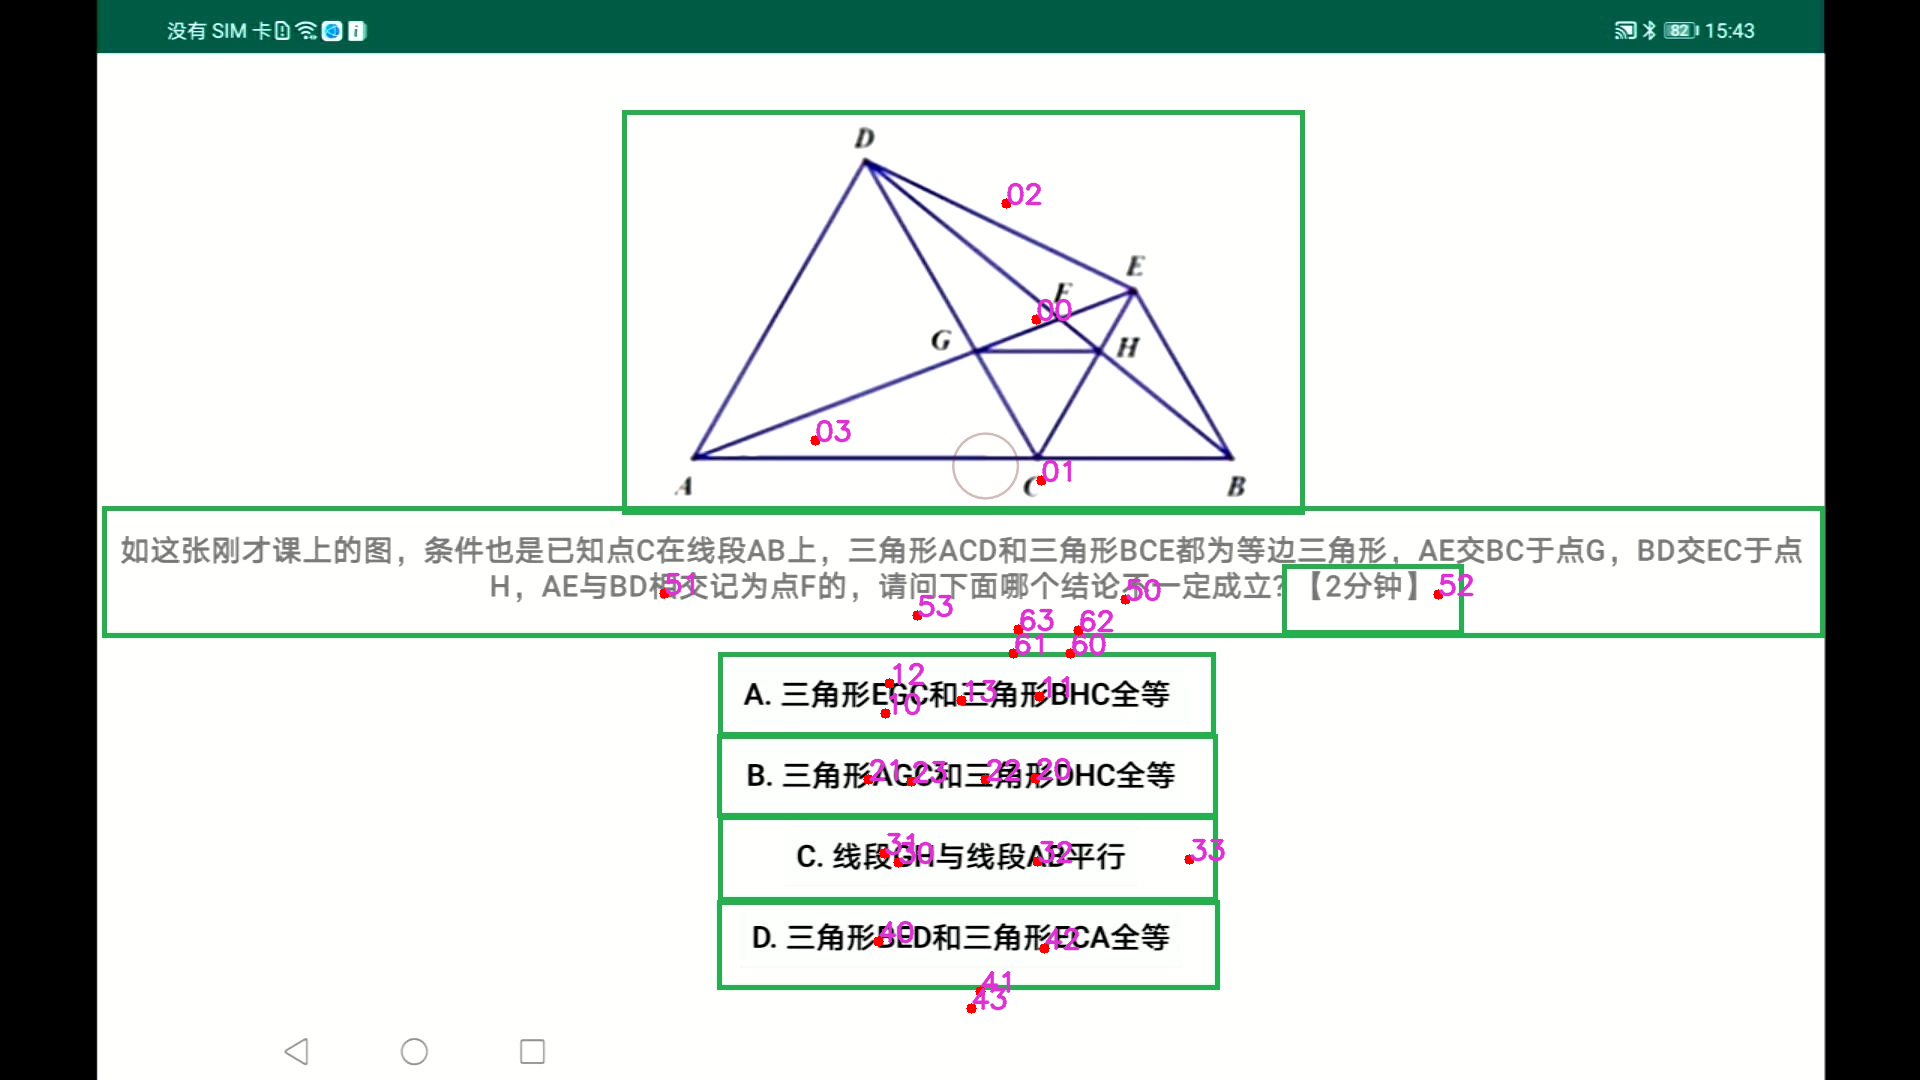 没有 SIM 卡
82 15:43
D
02
E
F
00
G
H
03
A
C
01
B
如这张刚才课上的图，条件也是已知点C在线段AB上，三角形ACD和三角形BCE都为等边三角形，AE交BC于点G，BD交EC于点
H，AE与BD相交记为点F的，请问下面哪个结论不一定成立？【2分钟】
51
50
52
53
63
62
61
60
A. 三角形EGC和三角形BHC全等
12
13
11
10
B. 三角形AGC和三角形DHC全等
21
23
22
20
C. 线段GH与线段AB平行
31
30
32
33
D. 三角形BED和三角形ECA全等
40
42
41
43